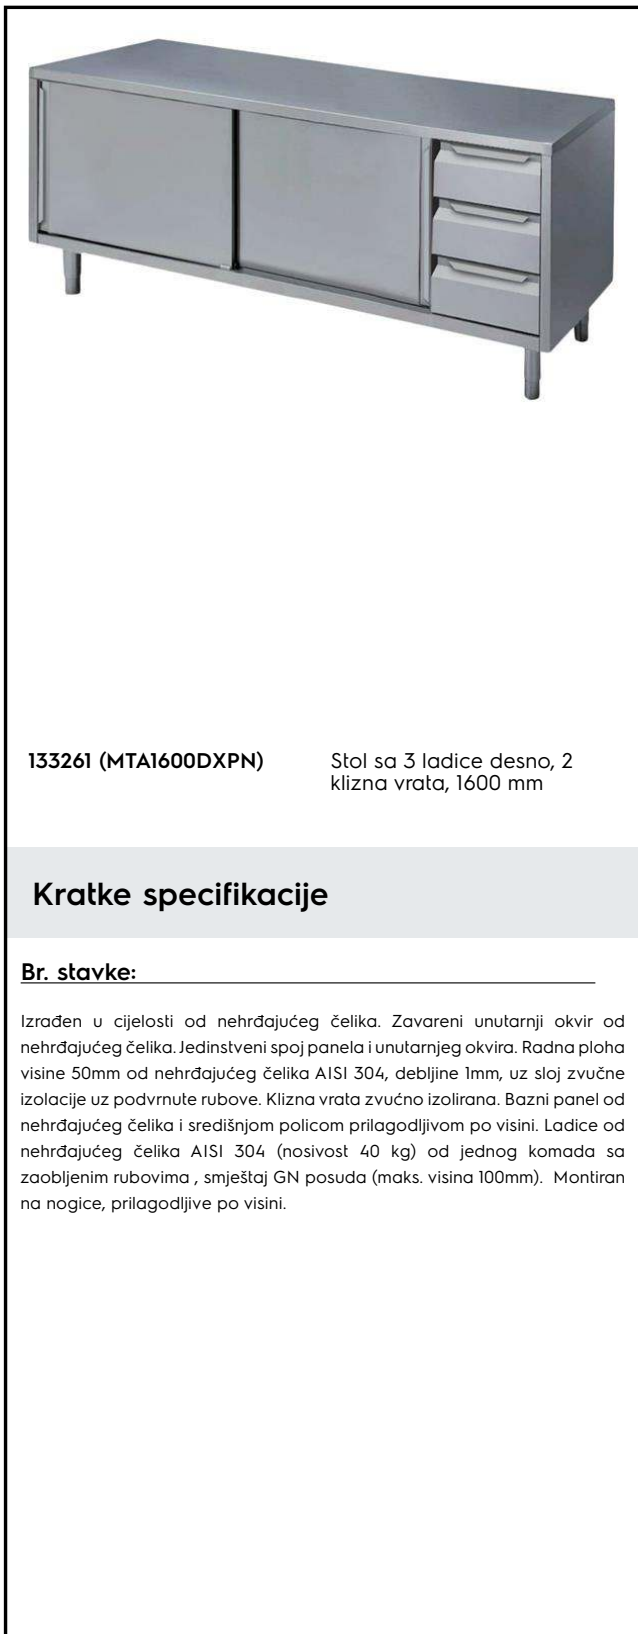 133261 (MTA1600DXPN)
Stol sa 3 ladice desno, 2
klizna vrata, 1600 mm
Kratke specifikacije
Br. stavke:
Izrađen u cijelosti od nehrđajućeg čelika. Zavareni unutarnji okvir od
nehrđajućeg čelika. Jedinstveni spoj panela i unutarnjeg okvira. Radna ploha
visine 50mm od nehrđajućeg čelika AISI 304, debljine 1mm, uz sloj zvučne
izolacije uz podvrnute rubove. Klizna vrata zvućno izolirana. Bazni panel od
nehrđajućeg čelika i središnjom policom prilagodljivom po visini. Ladice od
nehrđajućeg čelika AISI 304 (nosivost 40 kg) od jednog komada sa
zaobljenim rubovima , smještaj GN posuda (maks. visina 100mm). Montiran
na nogice, prilagodljive po visini.